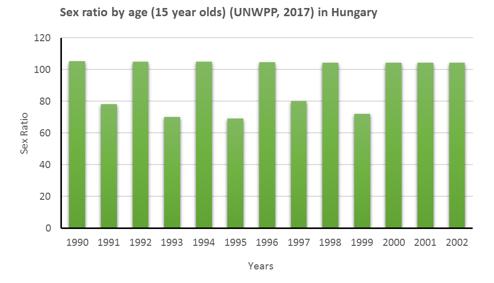 Sex ratio by age (15 year olds) (UNWPP, 2017) in Hungary
120
100
80
60
40
20
0
Sex Ratio
1990 1991 1992 1993 1994 1995 1996 1997 1998 1999 2000 2001 2002
Years